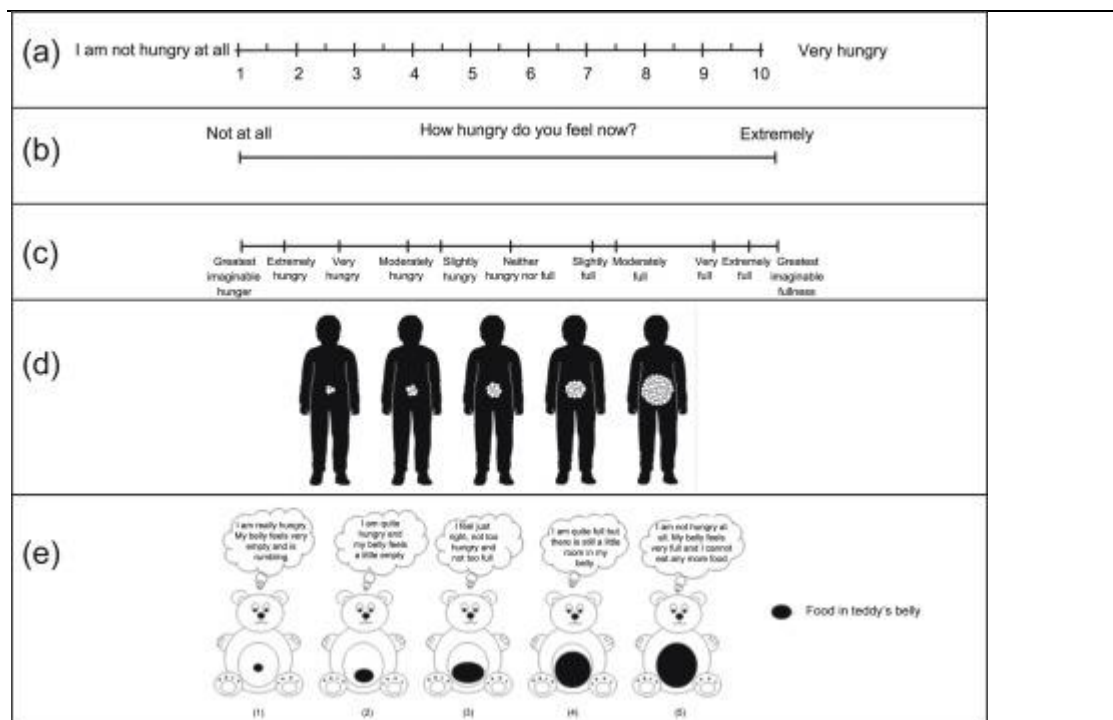 (a) I am not hungry at all Very hungry
1 2 3 4 5 6 7 8 9 10
(b) Not at all How hungry do you feel now? Extremely
(c)
Greatest
imaginable
hunger
Extremely
hungry
Very
hungry
Moderately
hungry
Slightly
hungry
Neither
hungry nor full
Slightly
full
Moderately
full
Very
full
Extremely
full
Greatest
imaginable
fullness
(d)
(e)
I am really hungry.
My belly feels very
empty and is
rumbling.
I am quite
hungry and
my belly feels
a little empty
I feel just
right, not too
hungry and
not too full
I am quite full but
there is still a little
room in my
belly
I am not hungry at
all. My belly feels
very full and I cannot
eat any more food
Food in teddy's belly
(1) (2) (3) (4) (5)